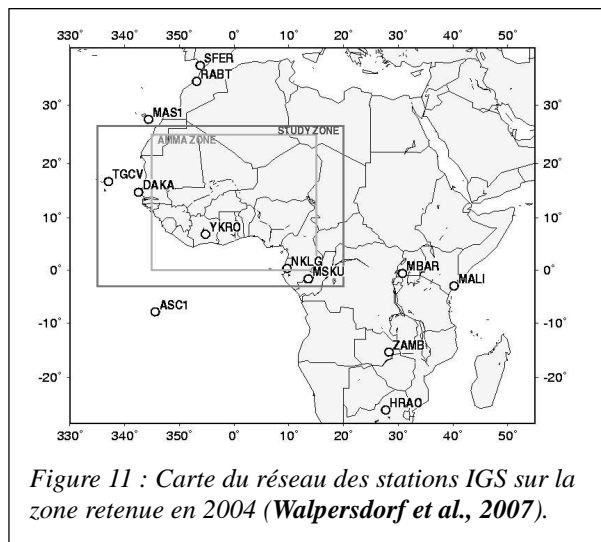 330 340 350 0 10 20 30 40 50
SFER
RABT
30 30
MAS1
STUDY ZONE
AMMA ZONE
20 20
TGCV
DAKA
10 10
YKRO
NKLG
MBAR
0 0
MSKU
MALI
ASC1
-10 -10
ZAMB
-20 -20
HRAO
330 340 350 0 10 20 30 40 50
Figure 11 : Carte du réseau des stations IGS sur la
zone retenue en 2004 (Walpersdorf et al., 2007).